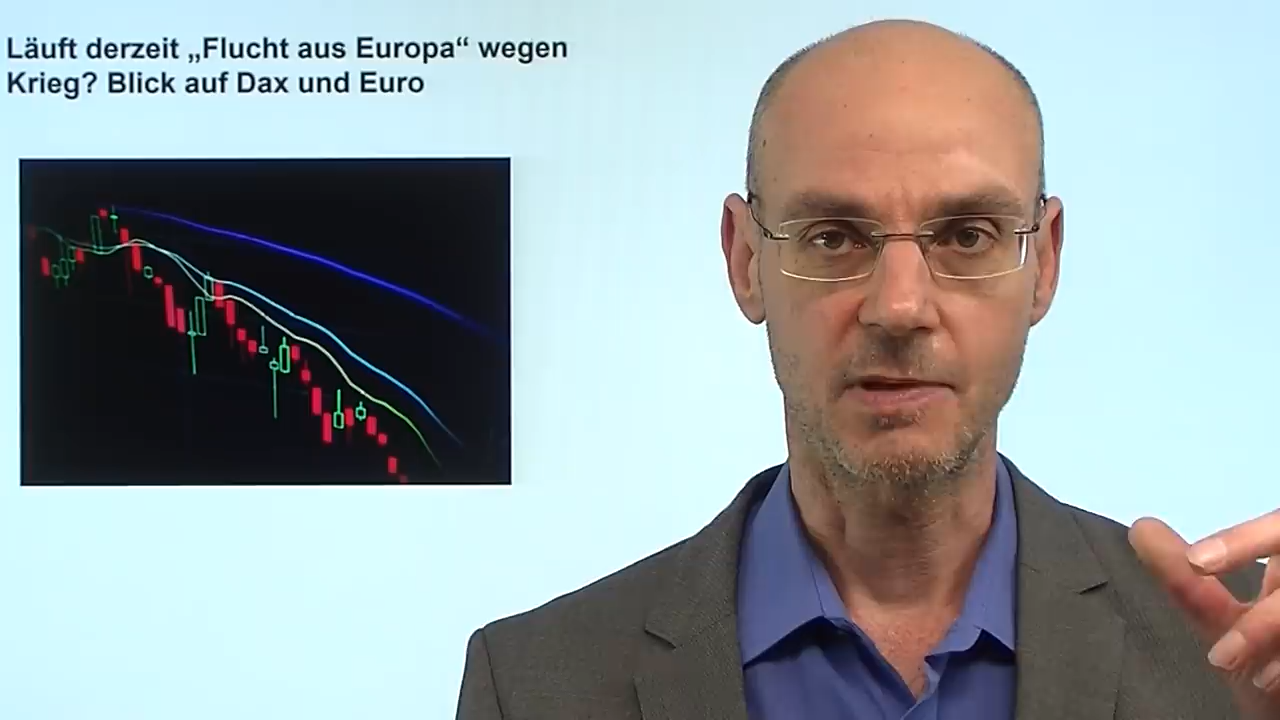 Läuft derzeit „Flucht aus Europa“ wegen
Krieg? Blick auf Dax und Euro